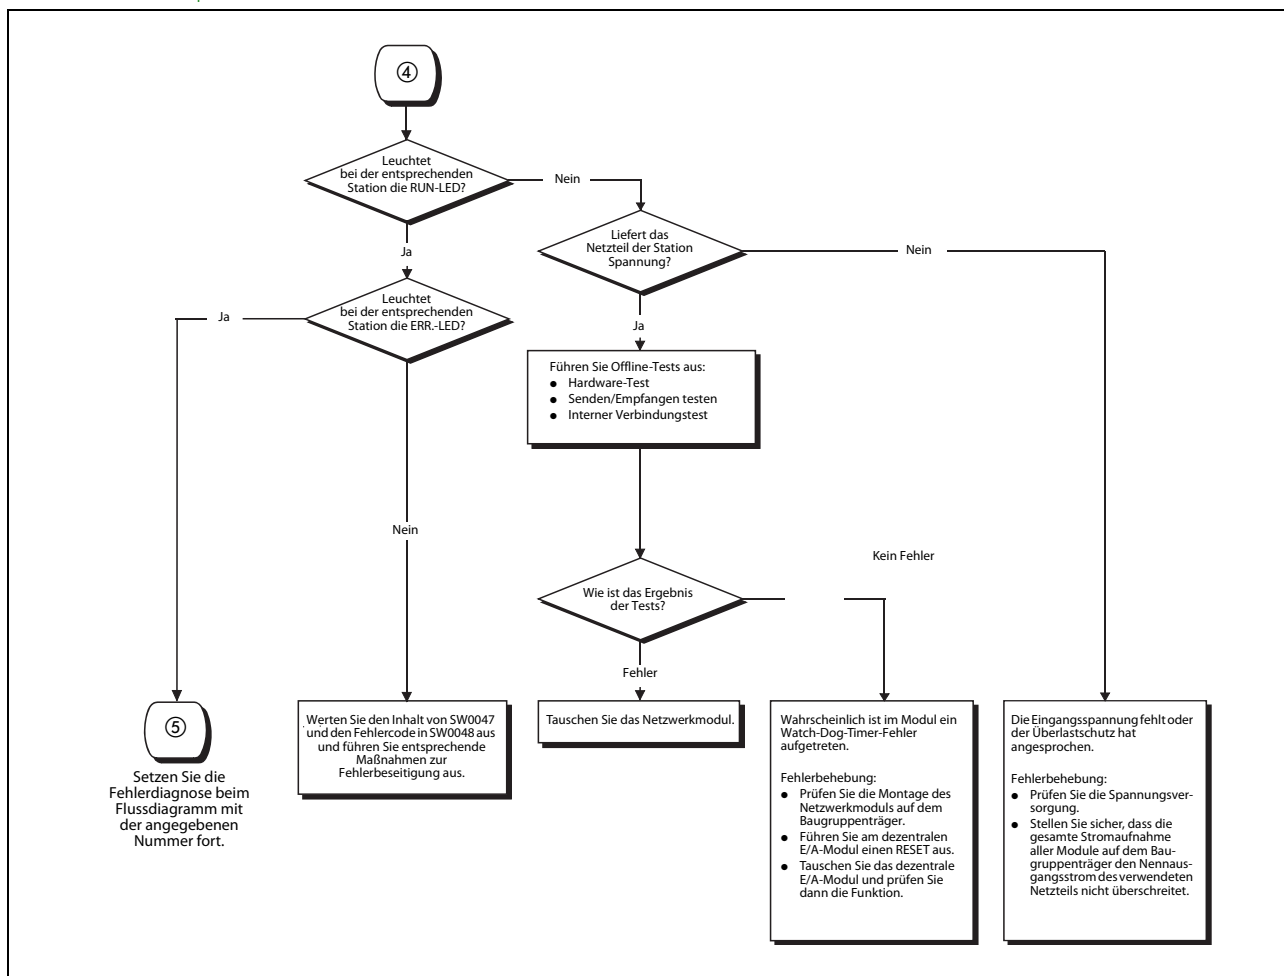 ④
Leuchtet
bei der entsprechenden
Station die RUN-LED?
Nein
Ja
Liefert das
Netzteil der Station
Spannung?
Nein
Ja
Leuchtet
bei der entsprechenden
Station die ERR.-LED?
Ja
Nein
Führen Sie Offline-Tests aus:
● Hardware-Test
● Senden/Empfangen testen
● Interner Verbindungstest
Kein Fehler
Wie ist das Ergebnis
der Tests?
Fehler
⑤
Setzen Sie die
Fehlerdiagnose beim
Flussdiagramm mit
der angegebenen
Nummer fort.
Werten Sie den Inhalt von SW0047
und den Fehlercode in SW0048 aus
und führen Sie entsprechende
Maßnahmen zur
Fehlerbeseitigung aus.
Tauschen Sie das Netzwerkmodul.
Wahrscheinlich ist im Modul ein
Watch-Dog-Timer-Fehler
aufgetreten.
Fehlerbehebung:
● Prüfen Sie die Montage des
Netzwerkmoduls auf dem
Baugruppenträger.
● Führen Sie am dezentralen
E/A-Modul einen RESET aus.
● Tauschen Sie das dezentrale
E/A-Modul und prüfen Sie
dann die Funktion.
Die Eingangsspannung fehlt oder
der Überlastschutz hat
angesprochen.
Fehlerbehebung:
● Prüfen Sie die Spannungsver-
sorgung.
● Stellen Sie sicher, dass die
gesamte Stromaufnahme
aller Module auf dem Bau-
gruppenträger den Nennaus-
gangsstrom des verwendeten
Netzteils nicht überschreitet.